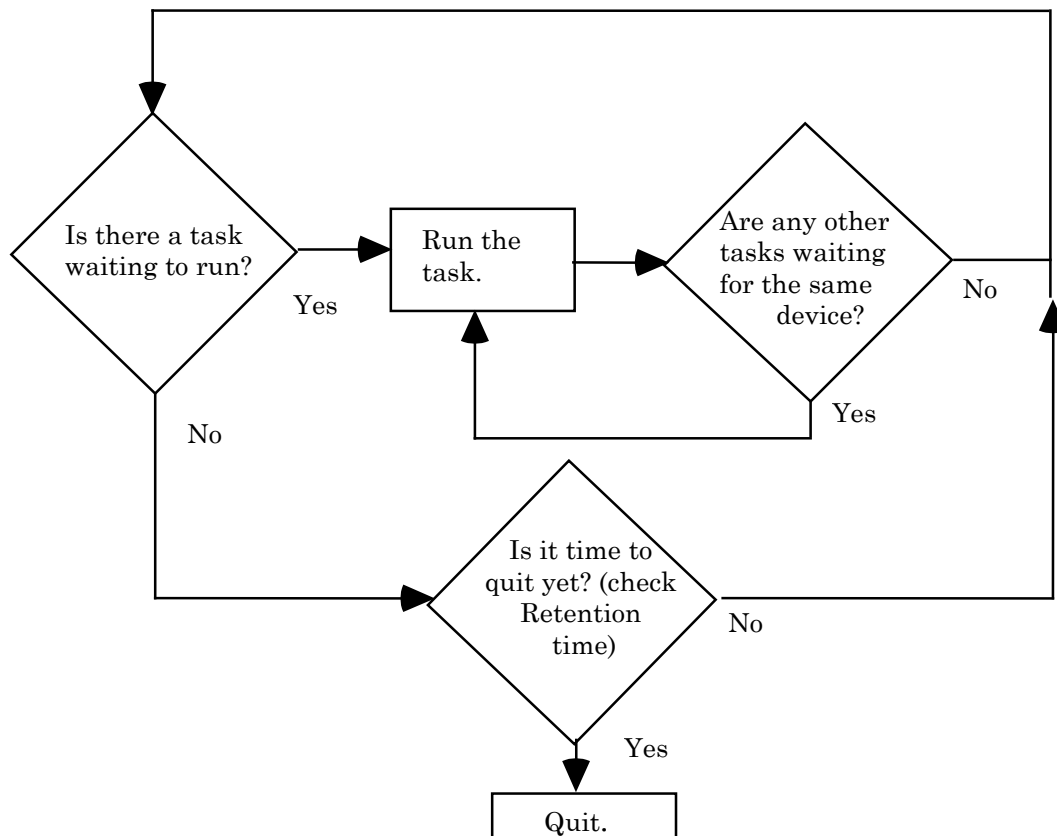 Is there a task
waiting to run?
Yes
Run the
task.
Are any other
tasks waiting
for the same
device?
No
Yes
No
Is it time to
quit yet? (check
Retention
time)
No
Yes
Quit.